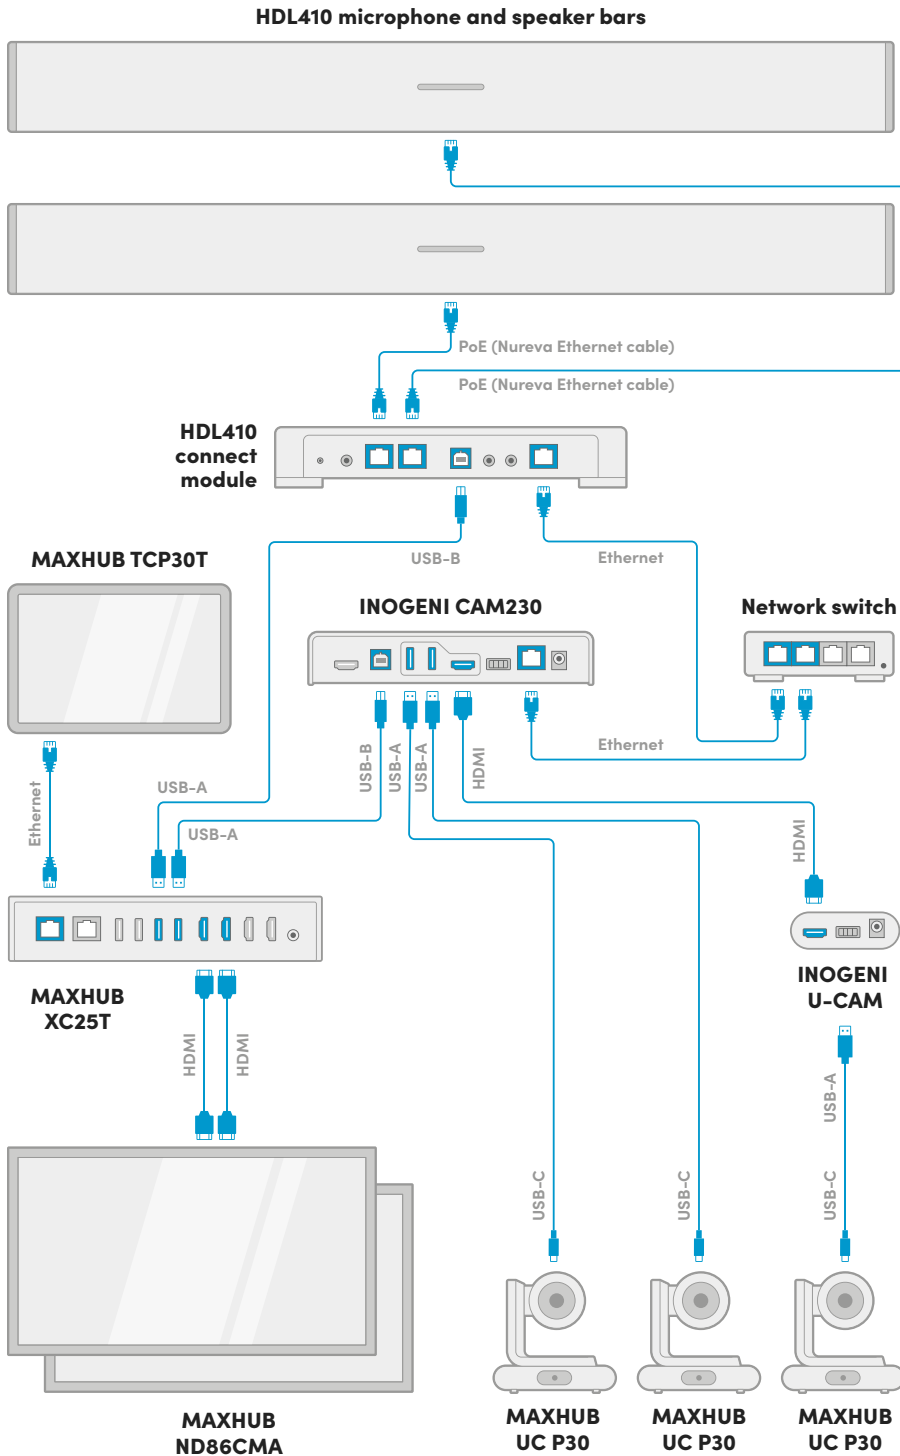 HDL410 microphone and speaker bars
PoE (Nureva Ethernet cable)
PoE (Nureva Ethernet cable)
HDL410
connect
module
USB-B
Ethernet
MAXHUB TCP30T
INOGENI CAM230
Network switch
Ethernet
USB-A
USB-A
USB-B
USB-A
USB-A
HDMI
Ethernet
HDMI
MAXHUB
XC25T
INOGENI
U-CAM
HDMI
HDMI
USB-A
USB-C
USB-C
USB-C
MAXHUB
ND86CMA
MAXHUB
UC P30
MAXHUB
UC P30
MAXHUB
UC P30